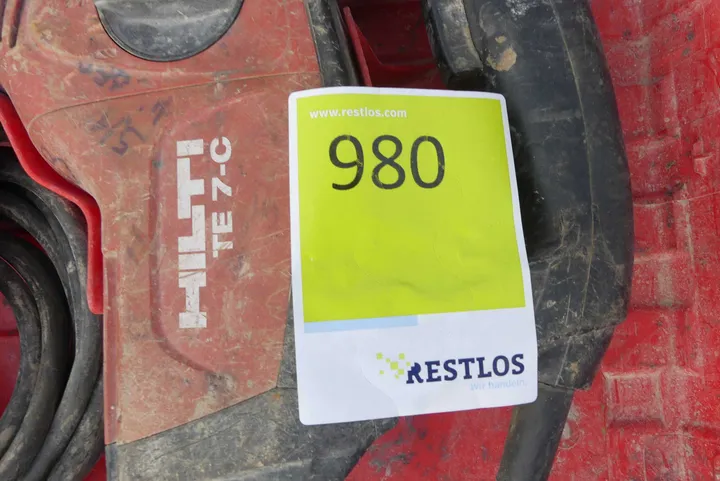 HILTI
TE 7-C
www.restlos.com
980
RESTLOS
Wir handeln.